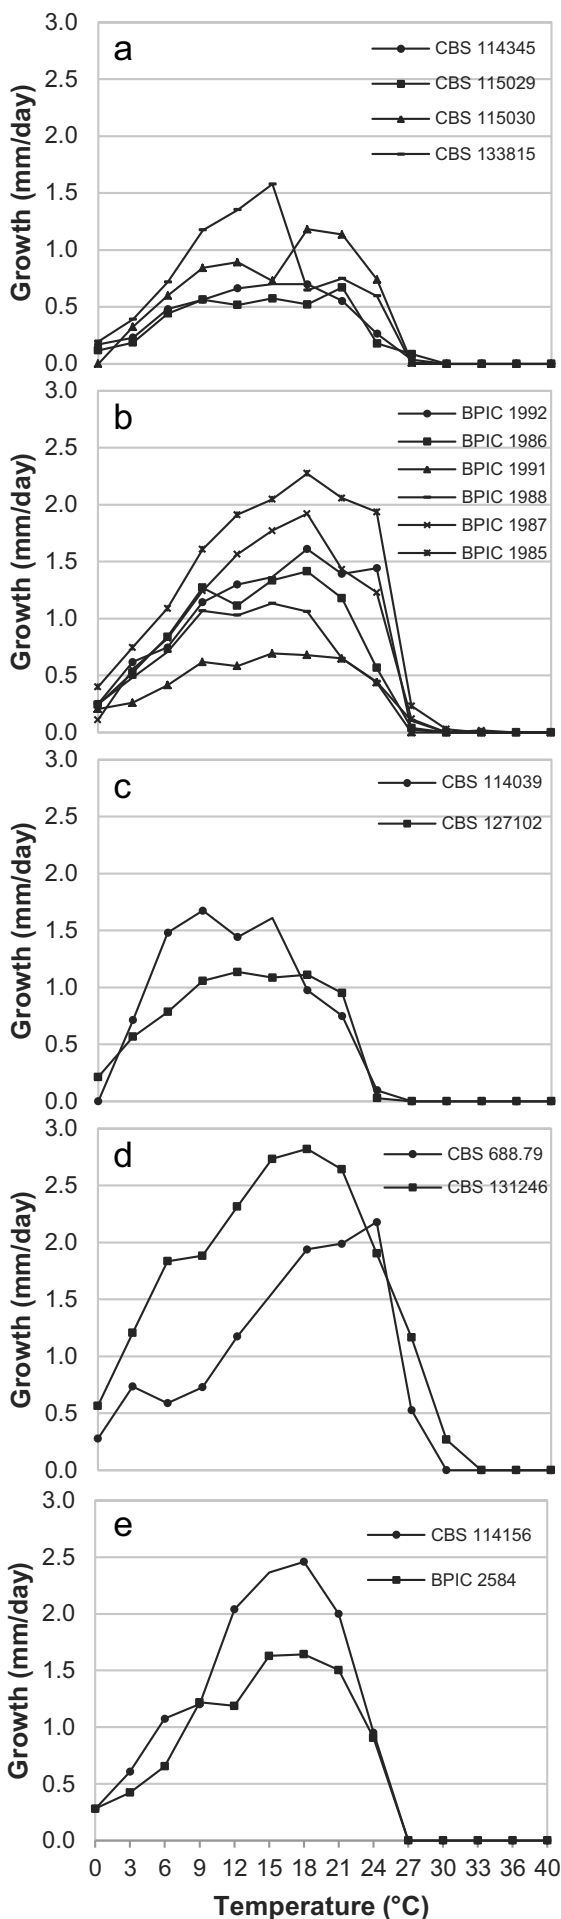 a
3.0
2.5
2.0
1.5
1.0
0.5
0.0
Growth (mm/day)
CBS 114345
CBS 115029
CBS 115030
CBS 133815
b
3.0
2.5
2.0
1.5
1.0
0.5
0.0
Growth (mm/day)
BPIC 1992
BPIC 1986
BPIC 1991
BPIC 1988
BPIC 1987
BPIC 1985
c
3.0
2.5
2.0
1.5
1.0
0.5
0.0
Growth (mm/day)
CBS 114039
CBS 127102
d
3.0
2.5
2.0
1.5
1.0
0.5
0.0
Growth (mm/day)
CBS 688.79
CBS 131246
e
3.0
2.5
2.0
1.5
1.0
0.5
0.0
Growth (mm/day)
CBS 114156
BPIC 2584
0 3 6 9 12 15 18 21 24 27 30 33 36 40
Temperature (°C)